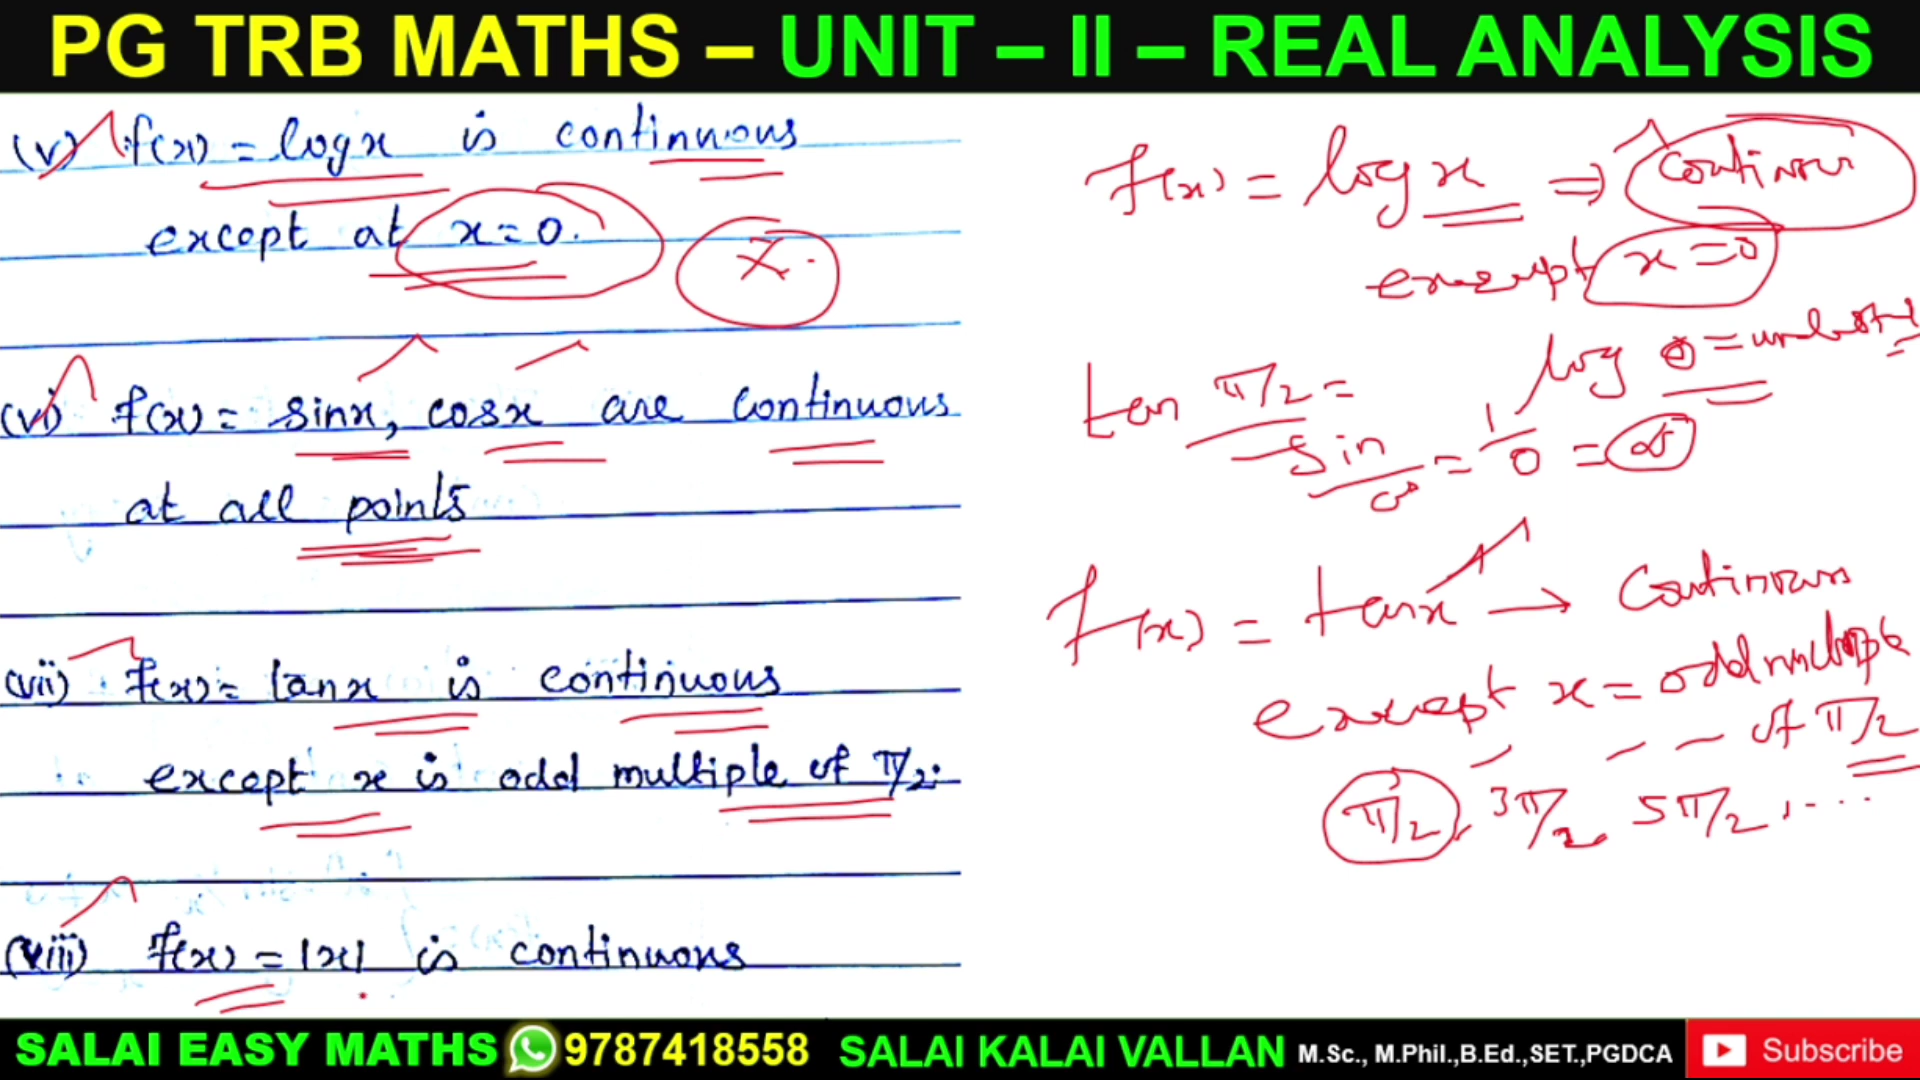 PG TRB MATHS – UNIT – II – REAL ANALYSIS
(v) f(x) = log x is continuous
except at x=0.
(vi) f(x) = sinx, cosx are continuous
at all points
(vii) f(x) = tanx is continuous
except x is odd multiple of π/2.
(viii) f(x) = |x| is continuous
f(x) = log x ⇒
except x=0
log 0 =
tan π/2 =
sin = 1/0 =
f(x) = tanx → Continuous
except x = odd multiple
of π/2
π/2, 3π/2, 5π/2, ....
SALAI EASY MATHS 9787418558 SALAI KALAI VALLAN M.Sc., M.Phil.,B.Ed.,SET.,PGDCA Subscribe